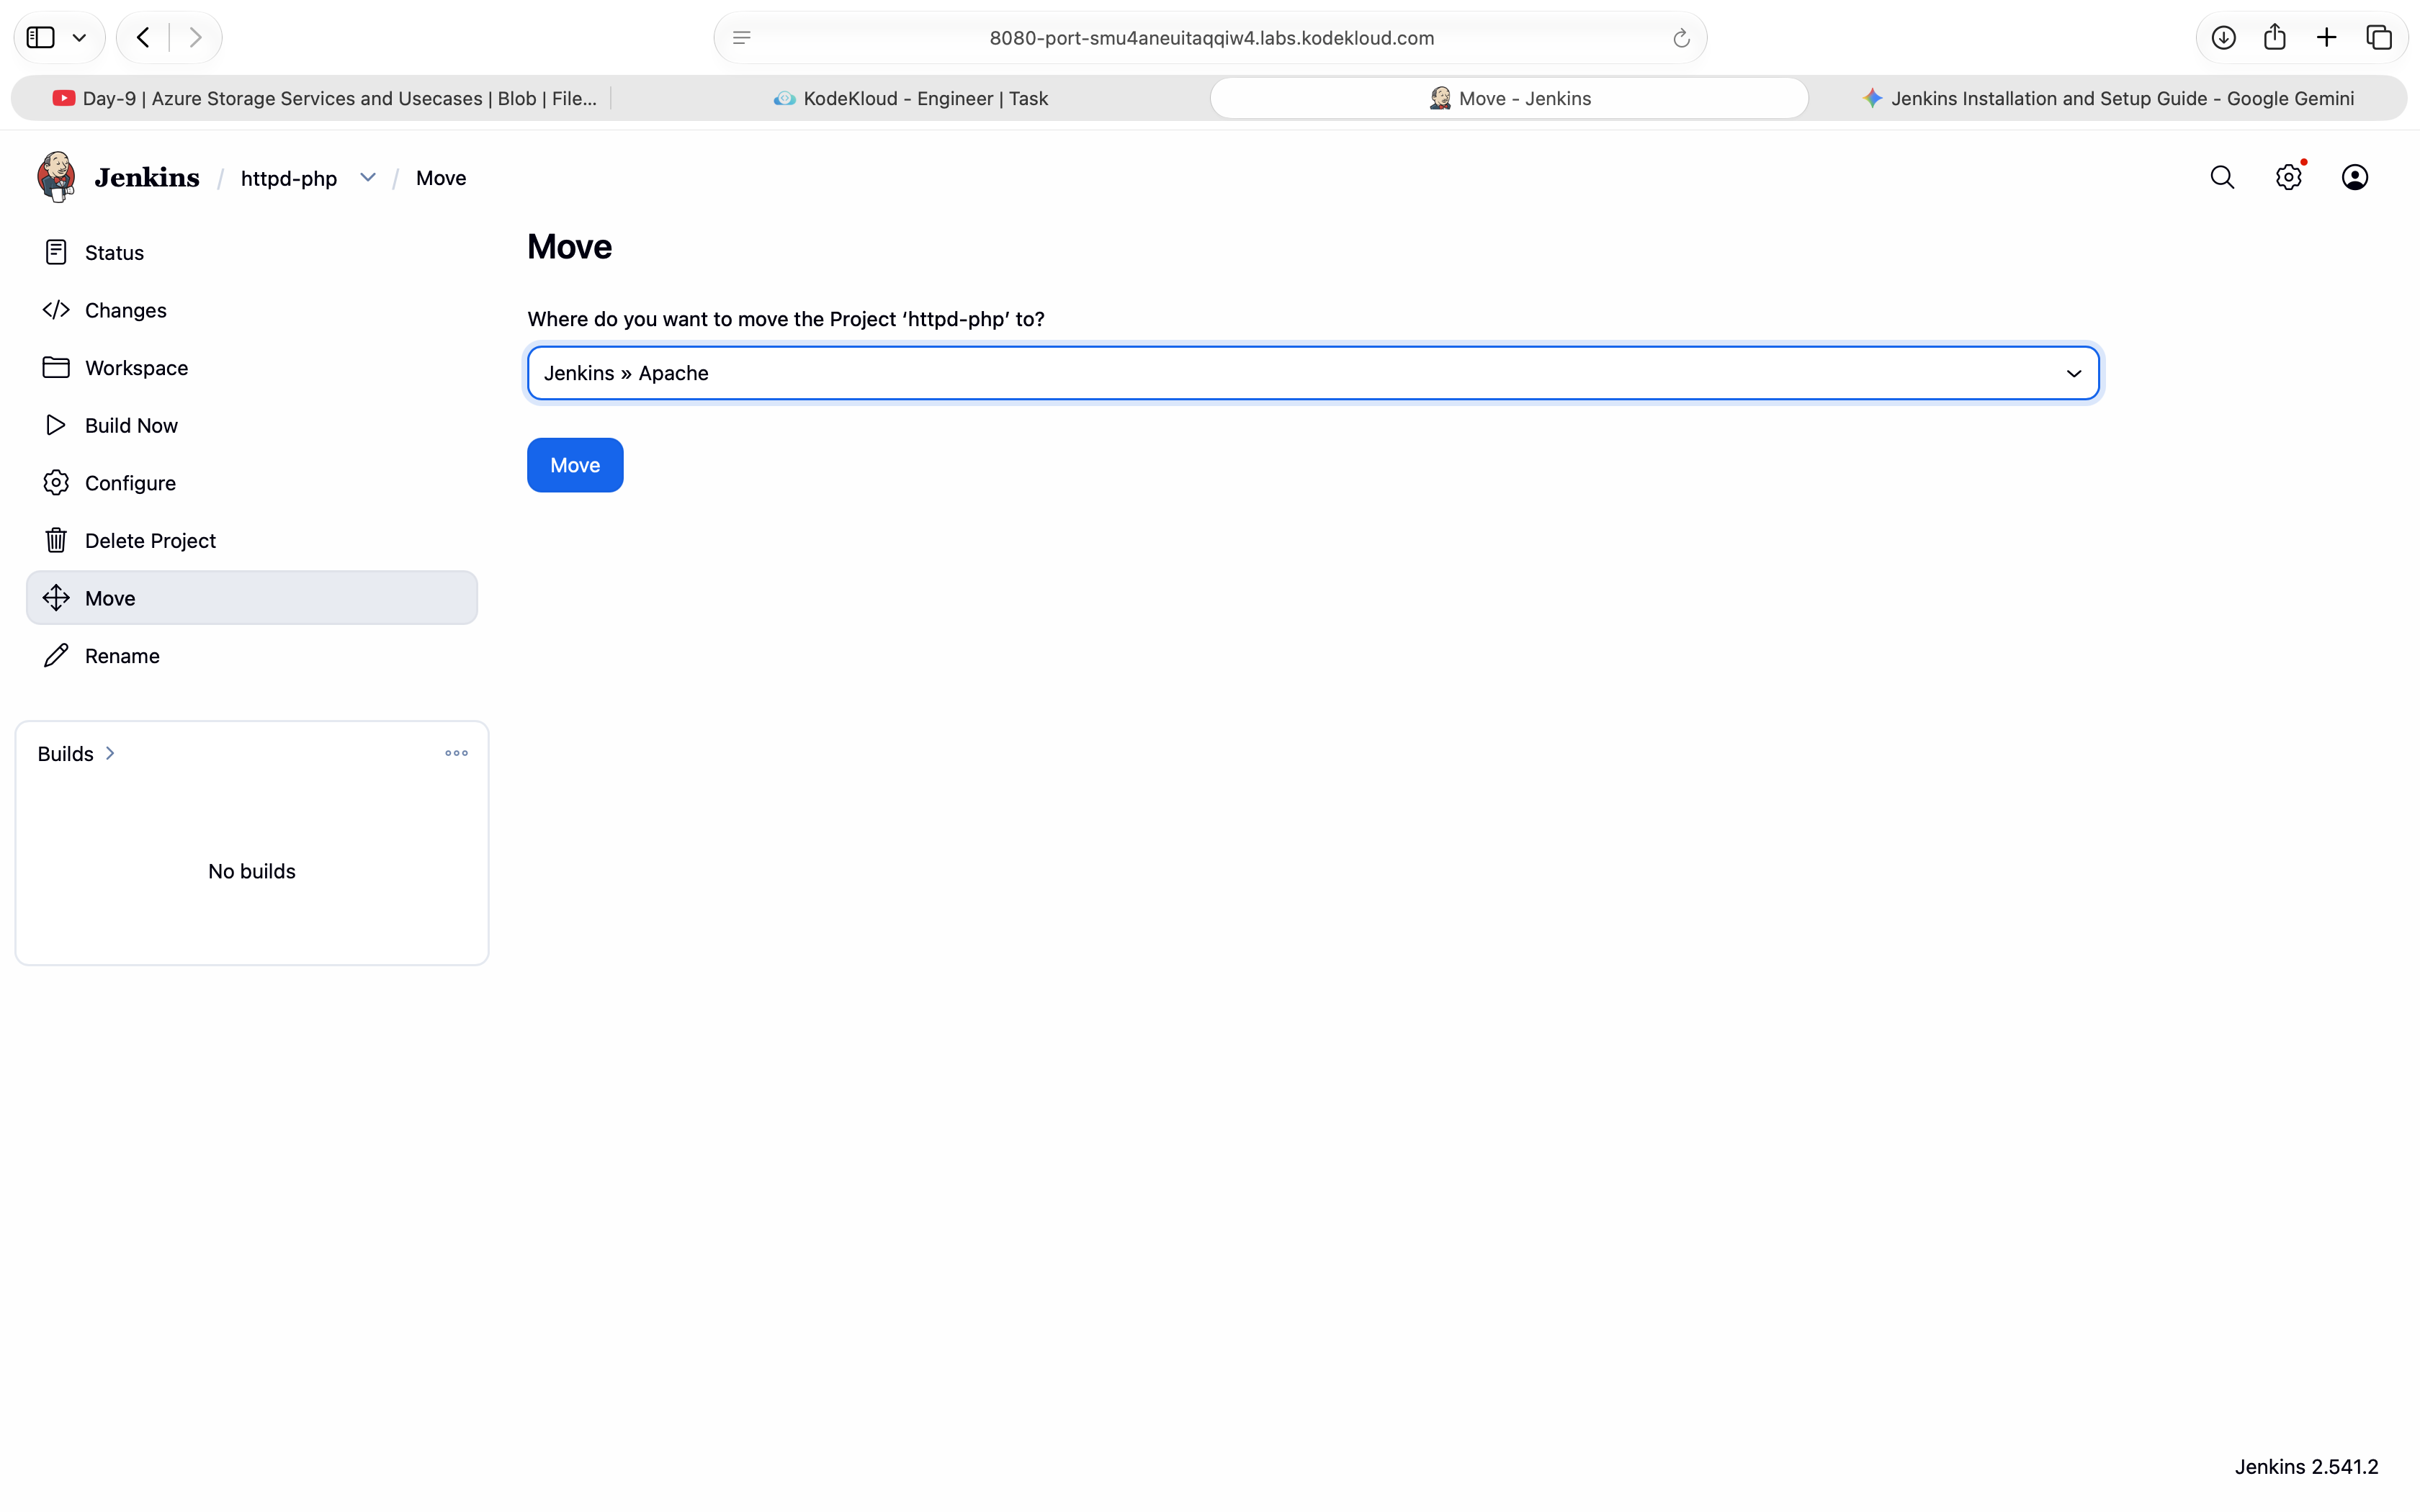 8080-port-smu4aneuitaqqiw4.labs.kodekloud.com
Day-9 | Azure Storage Services and Usecases | Blob | File...
KodeKloud - Engineer | Task
Move - Jenkins
Jenkins Installation and Setup Guide - Google Gemini
Jenkins / httpd-php / Move
Status
Changes
Workspace
Build Now
Configure
Delete Project
Move
Rename
Builds
No builds
Move
Where do you want to move the Project ‘httpd-php’ to?
Jenkins » Apache
Move
Jenkins 2.541.2